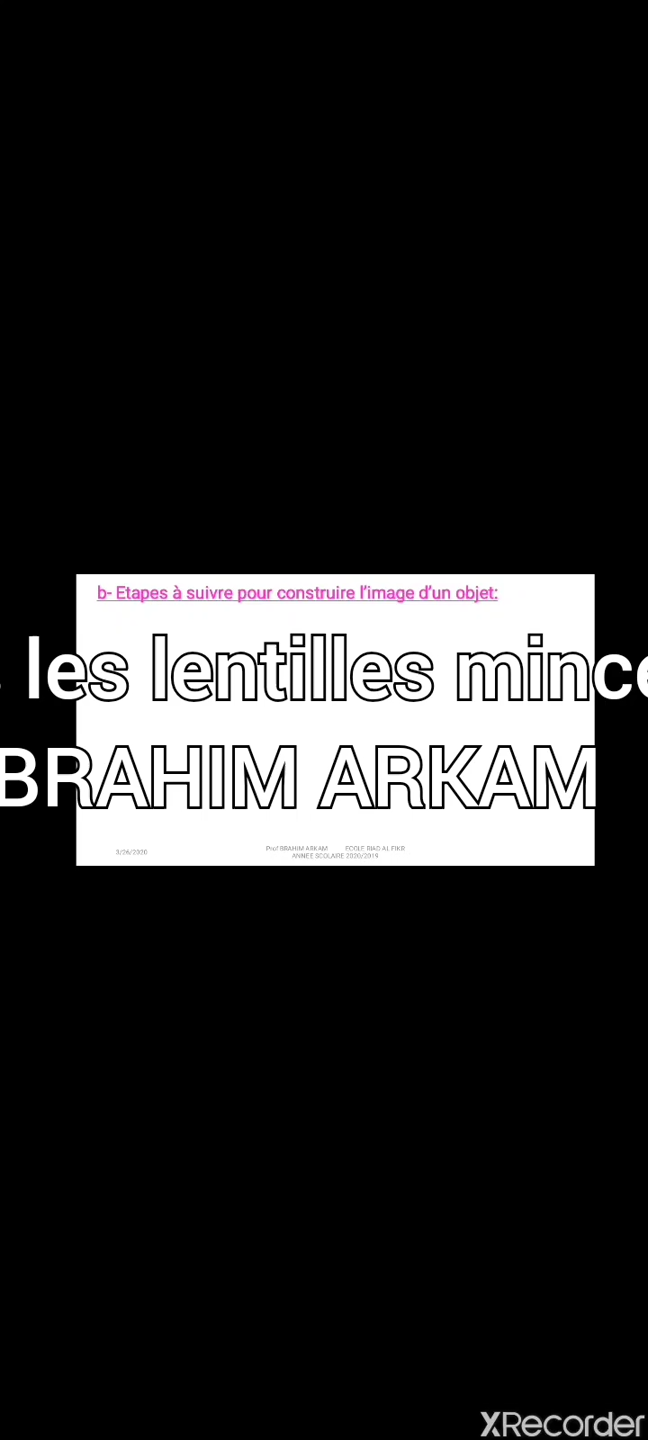 b- Etapes à suivre pour construire l'image d'un objet:
les lentilles mince
BRAHIM ARKAM
3/26/2020
Prof BRAHIM ARKAM ECOLE RIAD AL FIKR
ANNEE SCOLAIRE 2020/2019
XRecorder